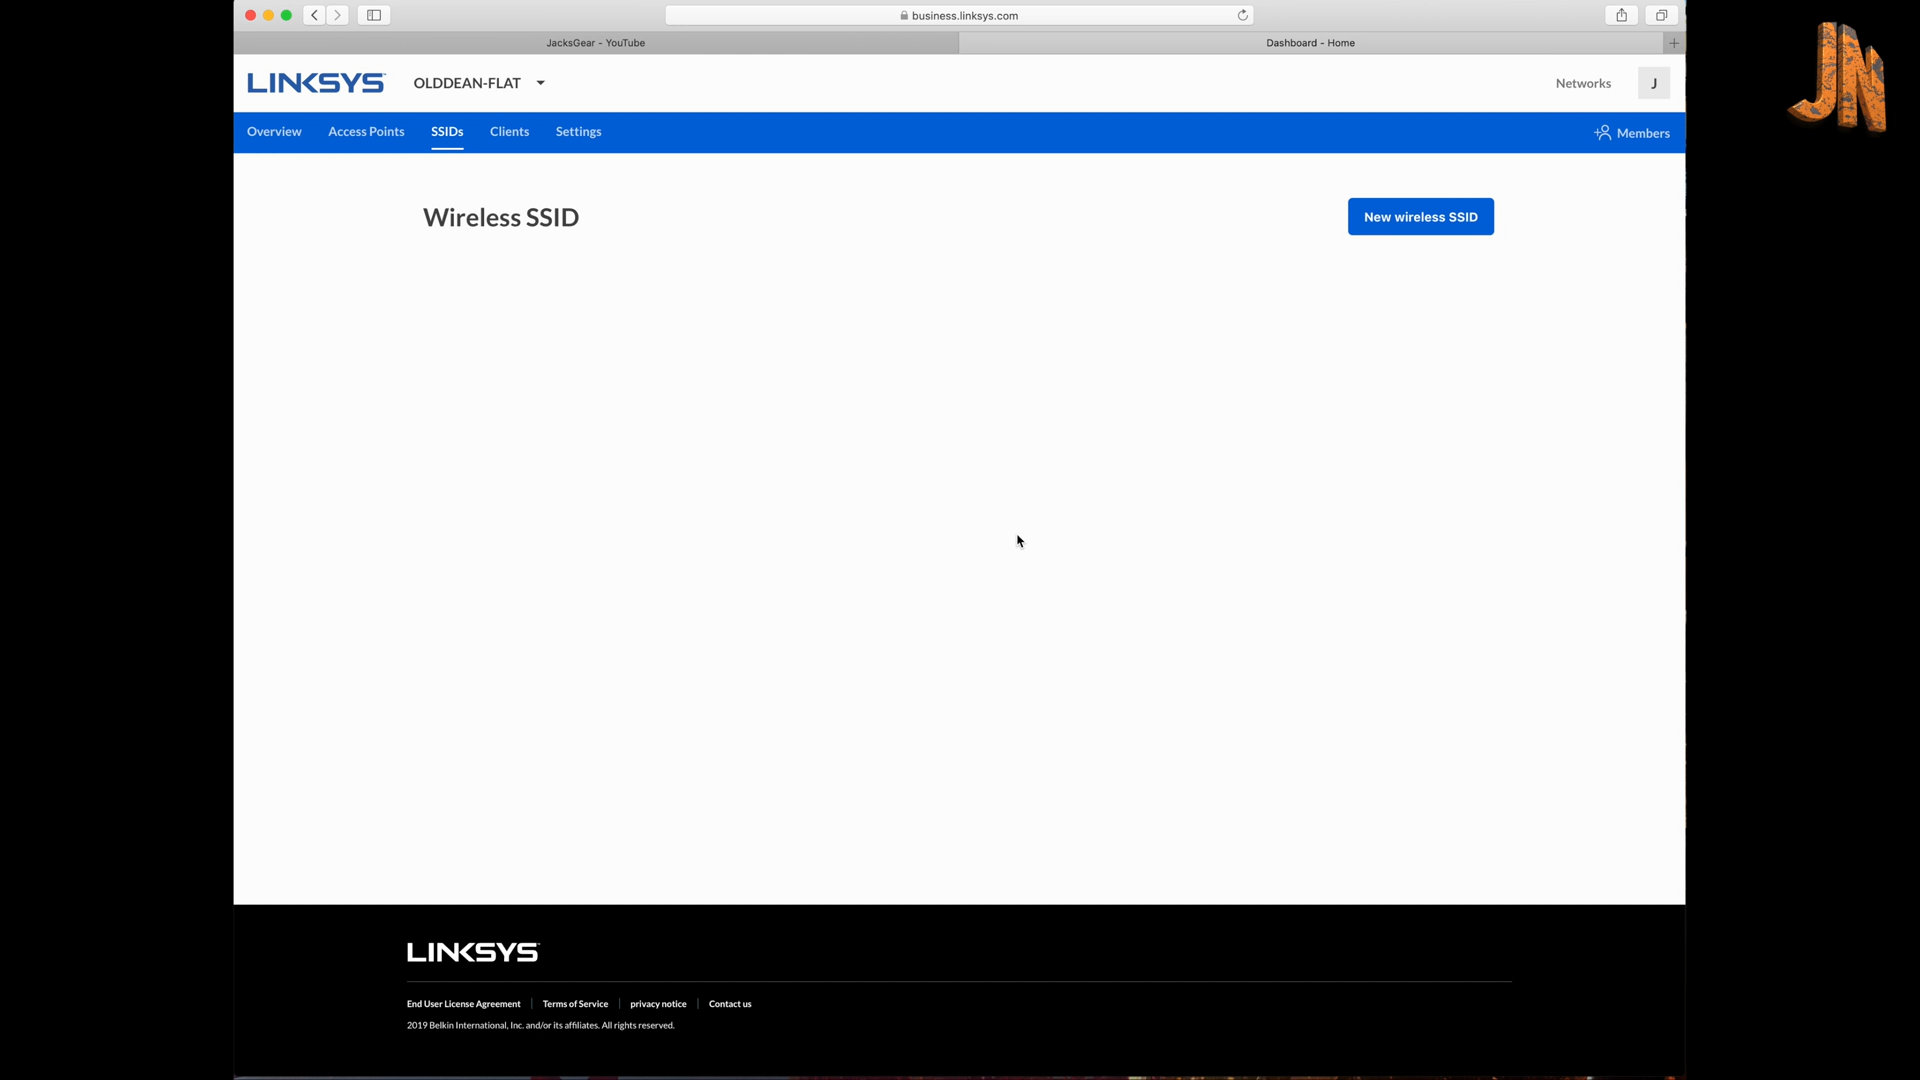 business.linksys.com
JacksGear - YouTube
Dashboard - Home
LINKSYS
OLDDEAN-FLAT
Networks
J
Overview
Access Points
SSIDs
Clients
Settings
Members
Wireless SSID
New wireless SSID
LINKSYS
End User License Agreement
Terms of Service
privacy notice
Contact us
2019 Belkin International, Inc. and/or its affiliates. All rights reserved.
JN